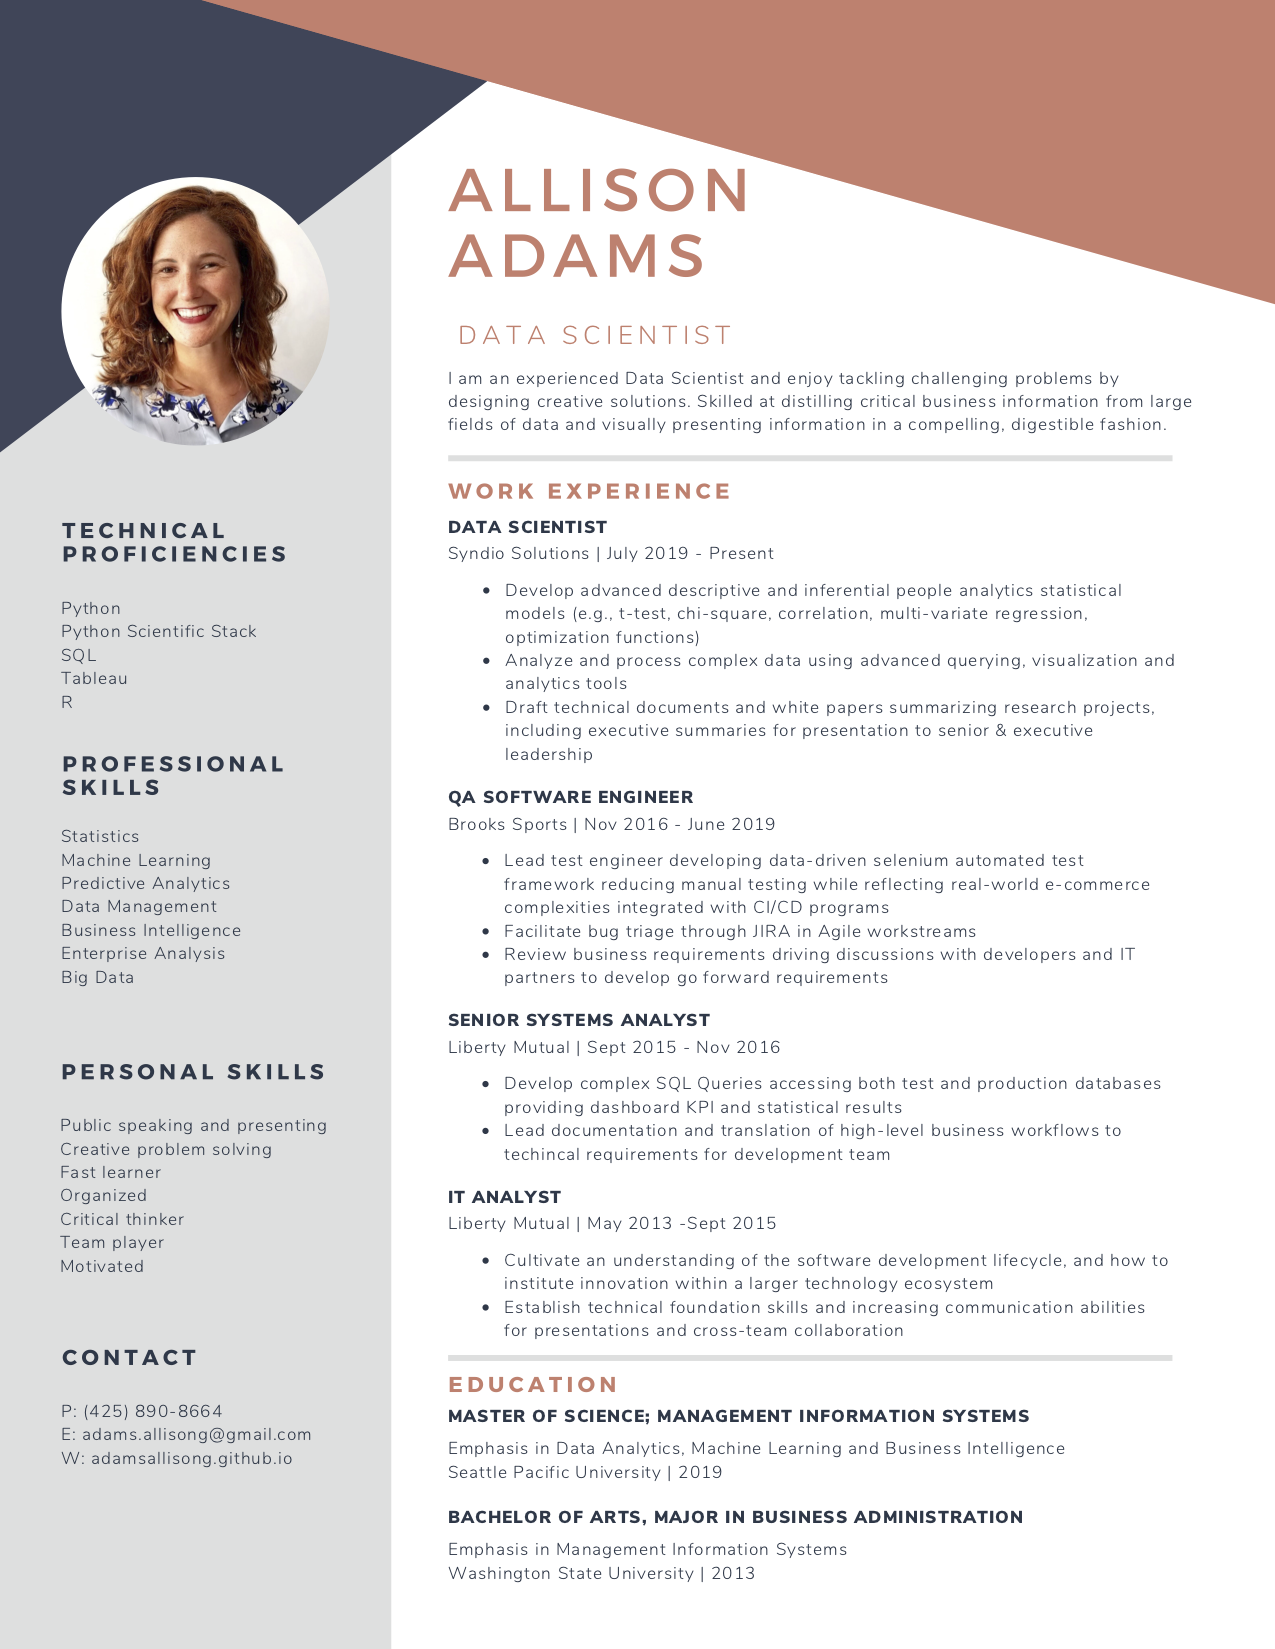 ALLISON
ADAMS
DATA SCIENTIST
I am an experienced Data Scientist and enjoy tackling challenging problems by
designing creative solutions. Skilled at distilling critical business information from large
fields of data and visually presenting information in a compelling, digestible fashion.
WORK EXPERIENCE
DATA SCIENTIST
Syndio Solutions | July 2019 - Present
• Develop advanced descriptive and inferential people analytics statistical
models (e.g., t-test, chi-square, correlation, multi-variate regression,
optimization functions)
• Analyze and process complex data using advanced querying, visualization and
analytics tools
• Draft technical documents and white papers summarizing research projects,
including executive summaries for presentation to senior & executive
leadership
QA SOFTWARE ENGINEER
Brooks Sports | Nov 2016 - June 2019
• Lead test engineer developing data-driven selenium automated test
framework reducing manual testing while reflecting real-world e-commerce
complexities integrated with CI/CD programs
• Facilitate bug triage through JIRA in Agile workstreams
• Review business requirements driving discussions with developers and IT
partners to develop go forward requirements
SENIOR SYSTEMS ANALYST
Liberty Mutual | Sept 2015 - Nov 2016
• Develop complex SQL Queries accessing both test and production databases
providing dashboard KPI and statistical results
• Lead documentation and translation of high-level business workflows to
techincal requirements for development team
IT ANALYST
Liberty Mutual | May 2013 -Sept 2015
• Cultivate an understanding of the software development lifecycle, and how to
institute innovation within a larger technology ecosystem
• Establish technical foundation skills and increasing communication abilities
for presentations and cross-team collaboration
EDUCATION
MASTER OF SCIENCE; MANAGEMENT INFORMATION SYSTEMS
Emphasis in Data Analytics, Machine Learning and Business Intelligence
Seattle Pacific University | 2019
BACHELOR OF ARTS, MAJOR IN BUSINESS ADMINISTRATION
Emphasis in Management Information Systems
Washington State University | 2013
TECHNICAL
PROFICIENCIES
Python
Python Scientific Stack
SQL
Tableau
R
PROFESSIONAL
SKILLS
Statistics
Machine Learning
Predictive Analytics
Data Management
Business Intelligence
Enterprise Analysis
Big Data
PERSONAL SKILLS
Public speaking and presenting
Creative problem solving
Fast learner
Organized
Critical thinker
Team player
Motivated
CONTACT
P: (425) 890-8664
E: adams.allisong@gmail.com
W: adamsallisong.github.io